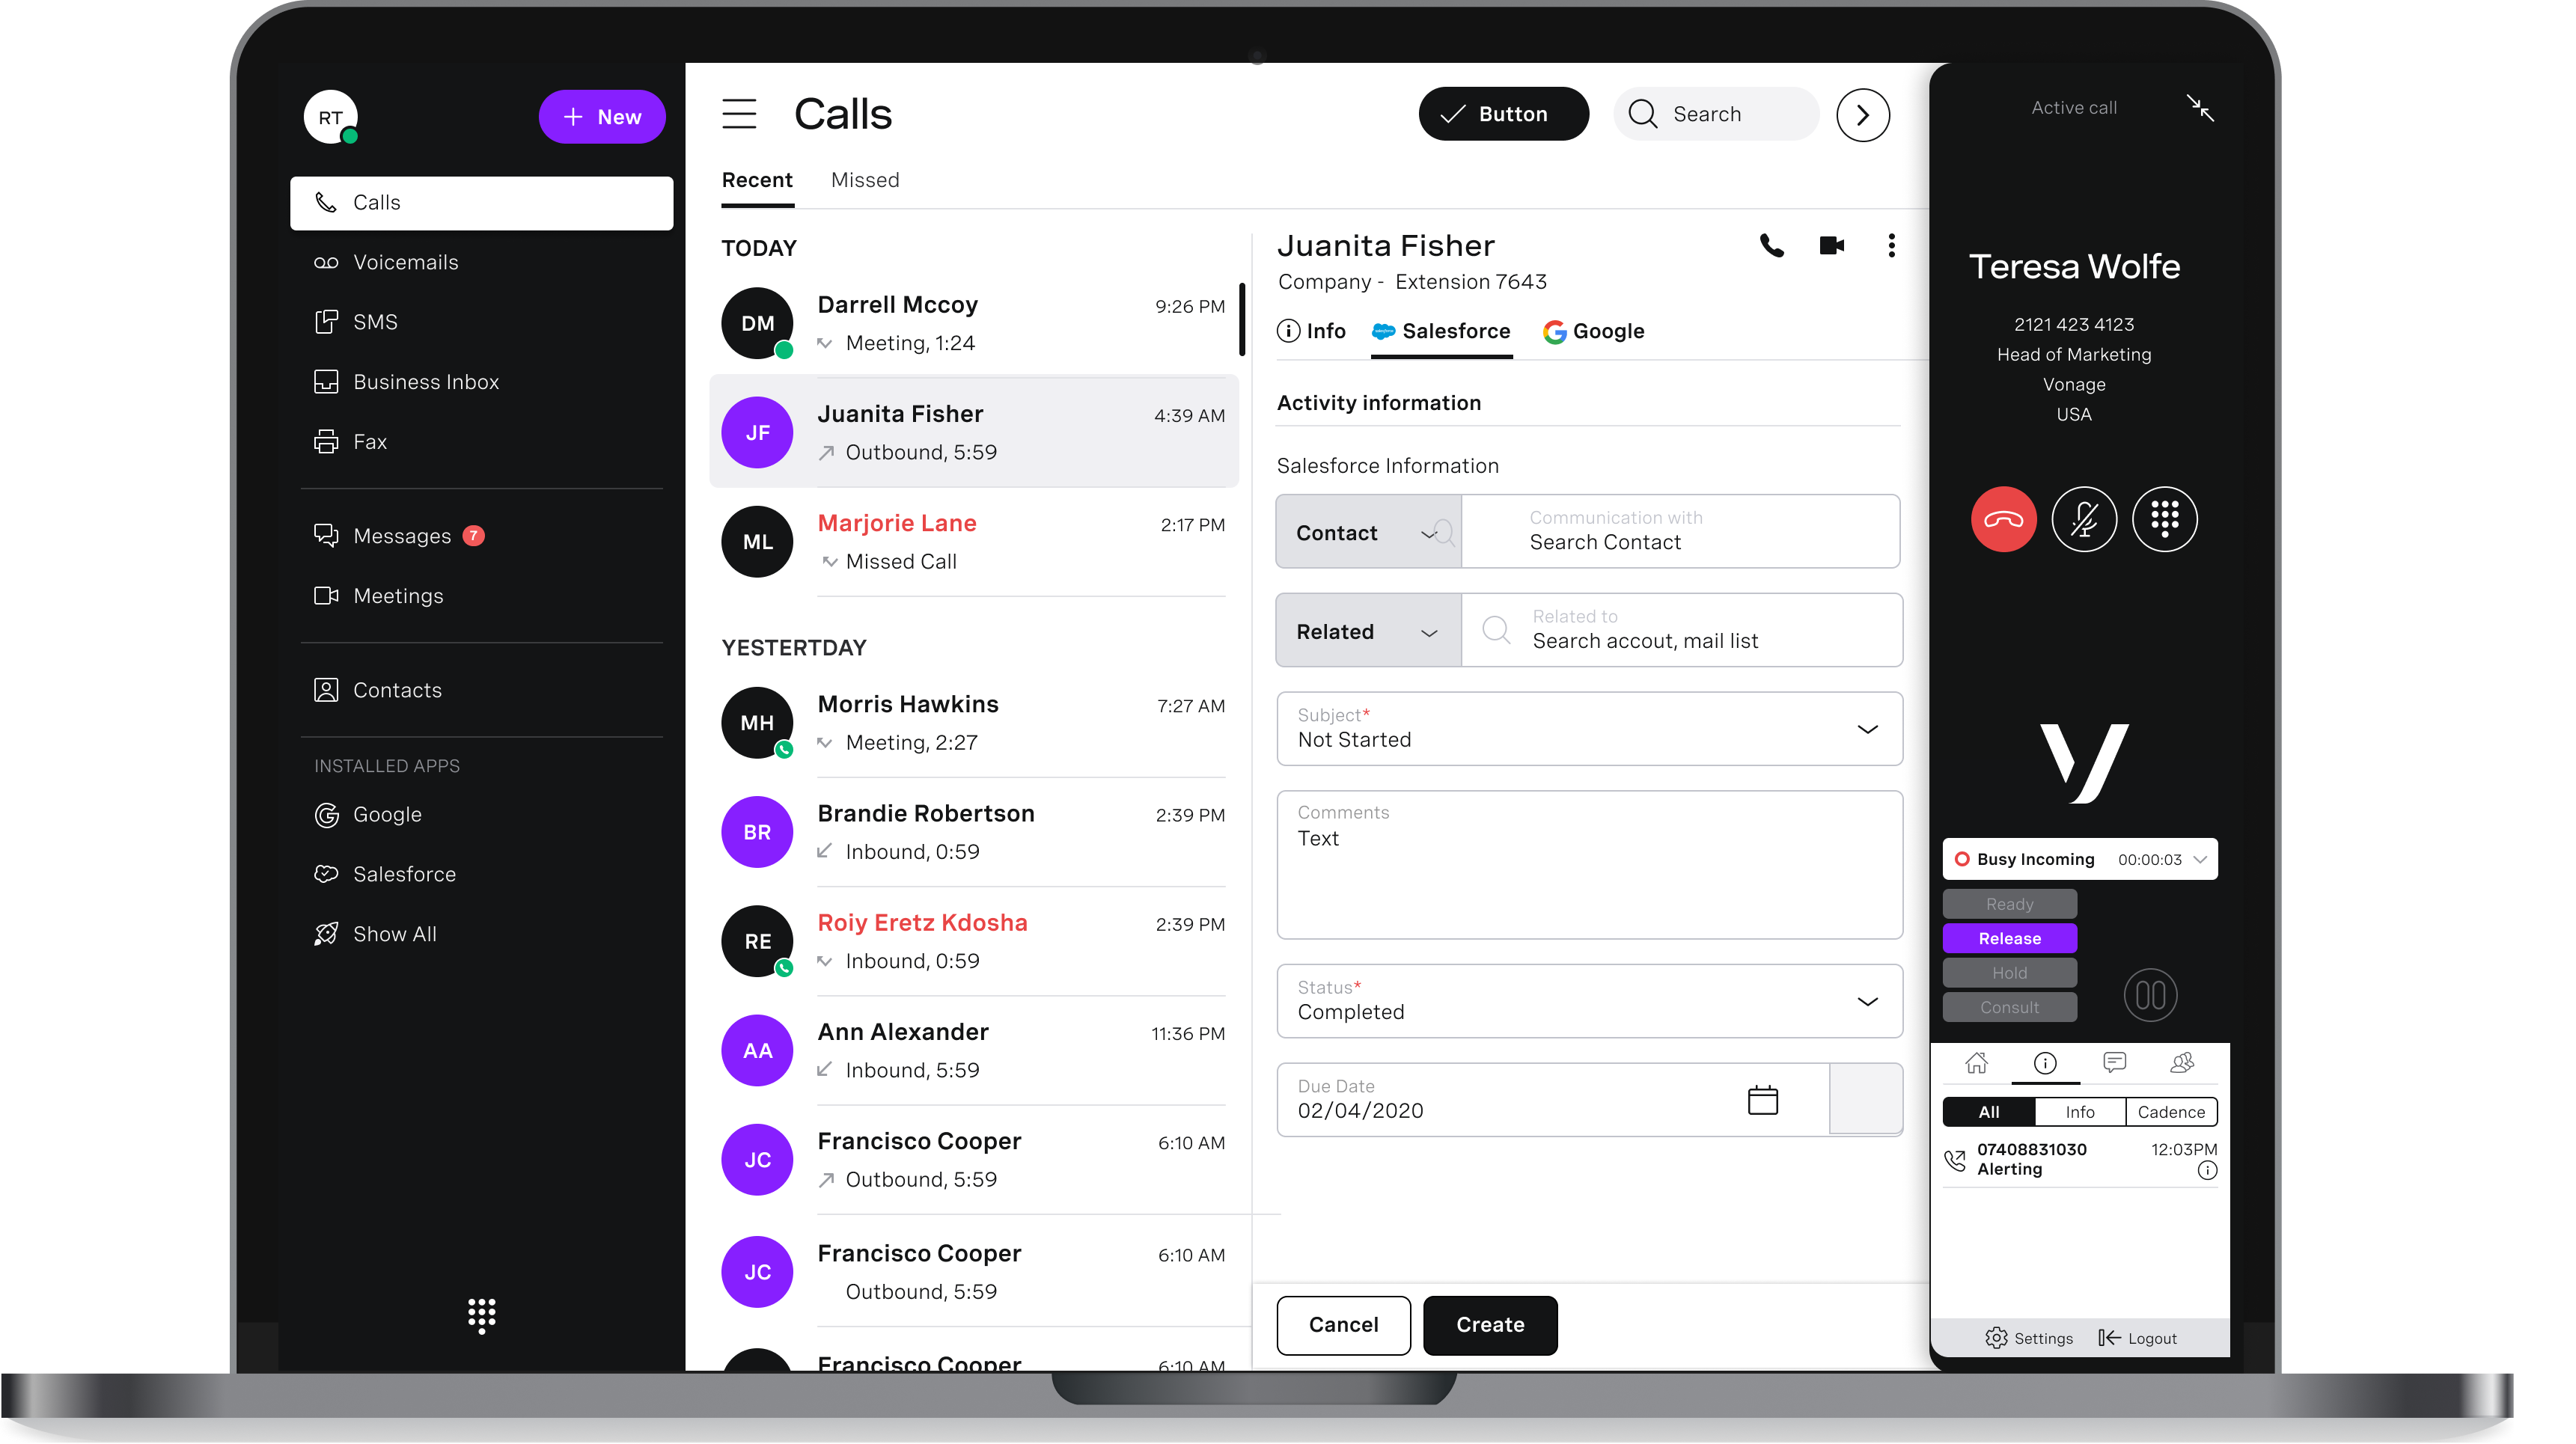 RT
New
Calls
Voicemails
SMS
Business Inbox
Fax
Messages 7
Meetings
Contacts
INSTALLED APPS
Google
Salesforce
Show All
Calls
Button
Search
Recent Missed
TODAY
DM
Darrell Mccoy 9:26 PM
Meeting, 1:24
JF
Juanita Fisher 4:39 AM
Outbound, 5:59
ML
Marjorie Lane 2:17 PM
Missed Call
YESTERTDAY
MH
Morris Hawkins 7:27 AM
Meeting, 2:27
BR
Brandie Robertson 2:39 PM
Inbound, 0:59
RE
Roiy Eretz Kdosha 2:39 PM
Inbound, 0:59
AA
Ann Alexander 11:36 PM
Inbound, 5:59
JC
Francisco Cooper 6:10 AM
Outbound, 5:59
JC
Francisco Cooper 6:10 AM
Outbound, 5:59
Francisco Cooper 6:10 AM
Juanita Fisher
Company - Extension 7643
Info Salesforce Google
Activity information
Salesforce Information
Contact
Communication with
Search Contact
Related
Related to
Search accout, mail list
Subject*
Not Started
Comments
Text
Status*
Completed
Due Date
02/04/2020
Cancel Create
Active call
Teresa Wolfe
2121 423 4123
Head of Marketing
Vonage
USA
Busy Incoming 00:00:03
Ready
Release
Hold
Consult
All Info Cadence
07408831030 12:03PM
Alerting
Settings Logout